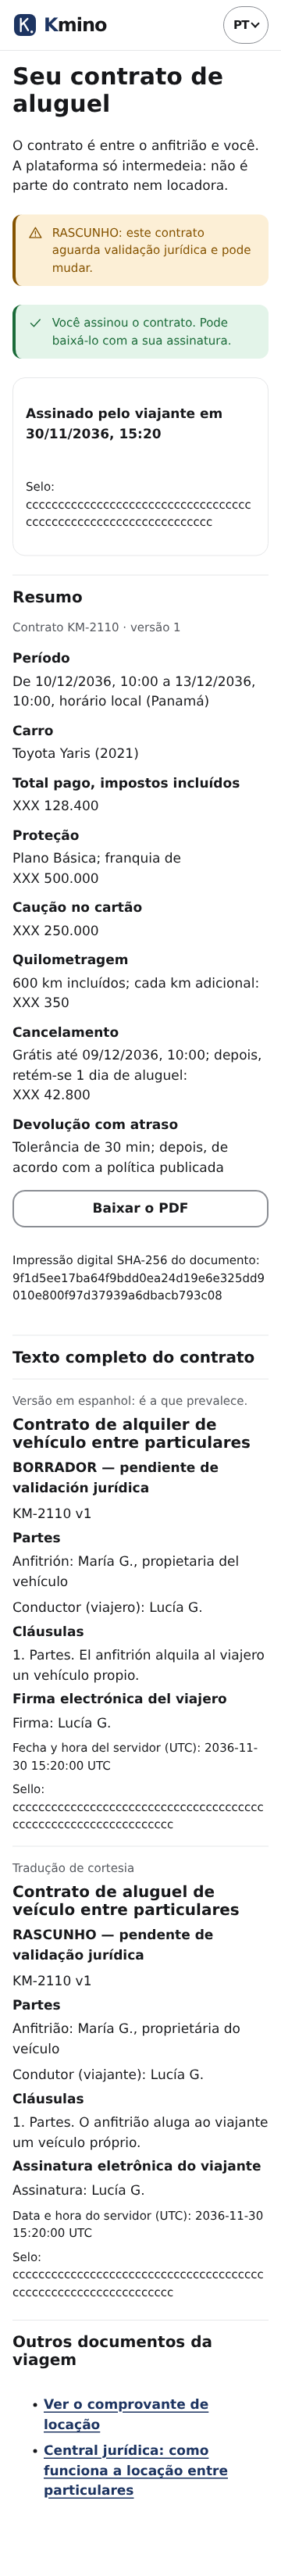 Kmino
PT
Seu contrato de
aluguel
O contrato é entre o anfitrião e você.
A plataforma só intermedeia: não é
parte do contrato nem locadora.
RASCUNHO: este contrato
aguarda validação jurídica e pode
mudar.
Você assinou o contrato. Pode
baixá-lo com a sua assinatura.
Assinado pelo viajante em
30/11/2036, 15:20
Selo:
ccccccccccccccccccccccccccccccccccc
ccccccccccccccccccccccccccccc
Resumo
Contrato KM-2110 · versão 1
Período
De 10/12/2036, 10:00 a 13/12/2036,
10:00, horário local (Panamá)
Carro
Toyota Yaris (2021)
Total pago, impostos incluídos
XXX 128.400
Proteção
Plano Básica; franquia de
XXX 500.000
Caução no cartão
XXX 250.000
Quilometragem
600 km incluídos; cada km adicional:
XXX 350
Cancelamento
Grátis até 09/12/2036, 10:00; depois,
retém-se 1 dia de aluguel:
XXX 42.800
Devolução com atraso
Tolerância de 30 min; depois, de
acordo com a política publicada
Baixar o PDF
Impressão digital SHA-256 do documento:
9f1d5ee17ba64f9bdd0ea24d19e6e325dd9
010e800f97d37939a6dbacb793c08
Texto completo do contrato
Versão em espanhol: é a que prevalece.
Contrato de alquiler de
vehículo entre particulares
BORRADOR — pendiente de
validación jurídica
KM-2110 v1
Partes
Anfitrión: María G., propietaria del
vehículo
Conductor (viajero): Lucía G.
Cláusulas
1. Partes. El anfitrión alquila al viajero
un vehículo propio.
Firma electrónica del viajero
Firma: Lucía G.
Fecha y hora del servidor (UTC): 2036-11-
30 15:20:00 UTC
Sello:
ccccccccccccccccccccccccccccccccccccccc
ccccccccccccccccccccccccc
Tradução de cortesia
Contrato de aluguel de
veículo entre particulares
RASCUNHO — pendente de
validação jurídica
KM-2110 v1
Partes
Anfitrião: María G., proprietária do
veículo
Condutor (viajante): Lucía G.
Cláusulas
1. Partes. O anfitrião aluga ao viajante
um veículo próprio.
Assinatura eletrônica do viajante
Assinatura: Lucía G.
Data e hora do servidor (UTC): 2036-11-30
15:20:00 UTC
Selo:
ccccccccccccccccccccccccccccccccccccccc
ccccccccccccccccccccccccc
Outros documentos da
viagem
• Ver o comprovante de
locação
• Central jurídica: como
funciona a locação entre
particulares